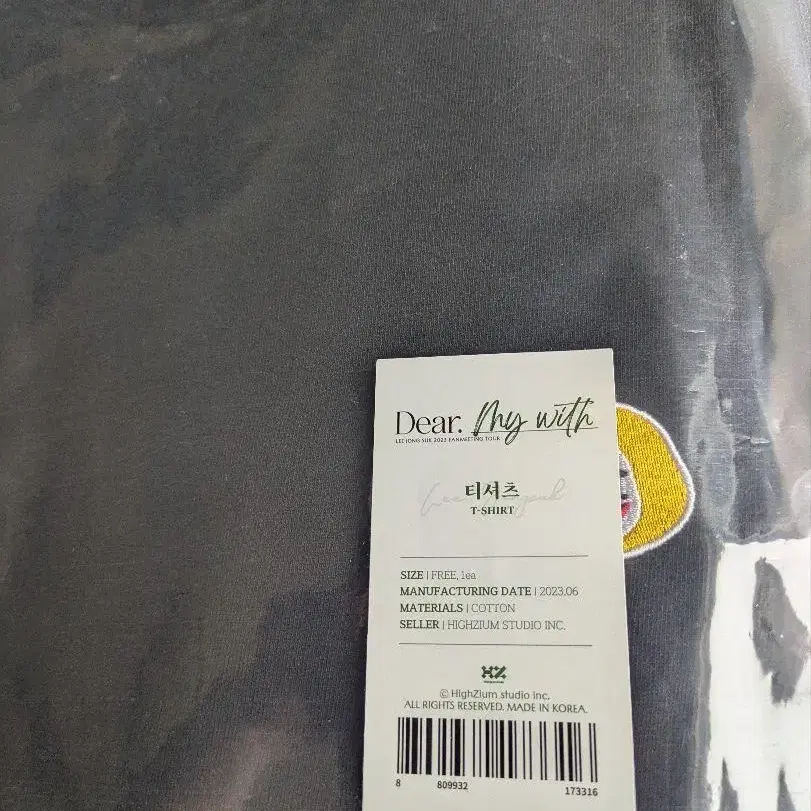 Dear. My with
LEE JONG SUK 2023 FANMEETING TOUR
티셔츠
T-SHIRT
SIZE | FREE, 1ea
MANUFACTURING DATE | 2023.06
MATERIALS | COTTON
SELLER | HIGHZIUM STUDIO INC.
HZ
© HighZium studio inc.
ALL RIGHTS RESERVED. MADE IN KOREA.
8 809932 173316